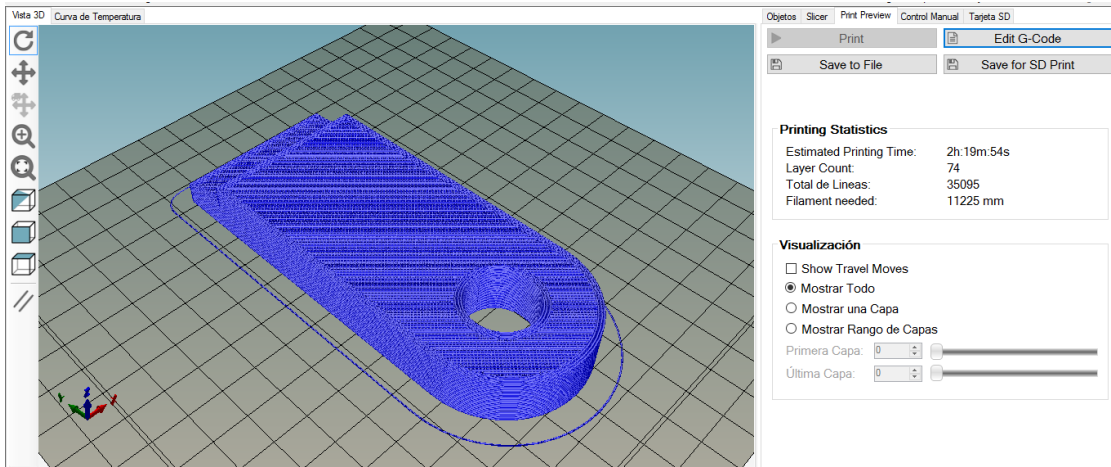 Vista 3D Curva de Temperatura
Objetos Slicer Print Preview Control Manual Tarjeta SD
Print Edit G-Code
Save to File Save for SD Print
Printing Statistics
Estimated Printing Time: 2h:19m:54s
Layer Count: 74
Total de Lineas: 35095
Filament needed: 11225 mm
Visualización
Show Travel Moves
Mostrar Todo
Mostrar una Capa
Mostrar Rango de Capas
Primera Capa: 0
Última Capa: 0